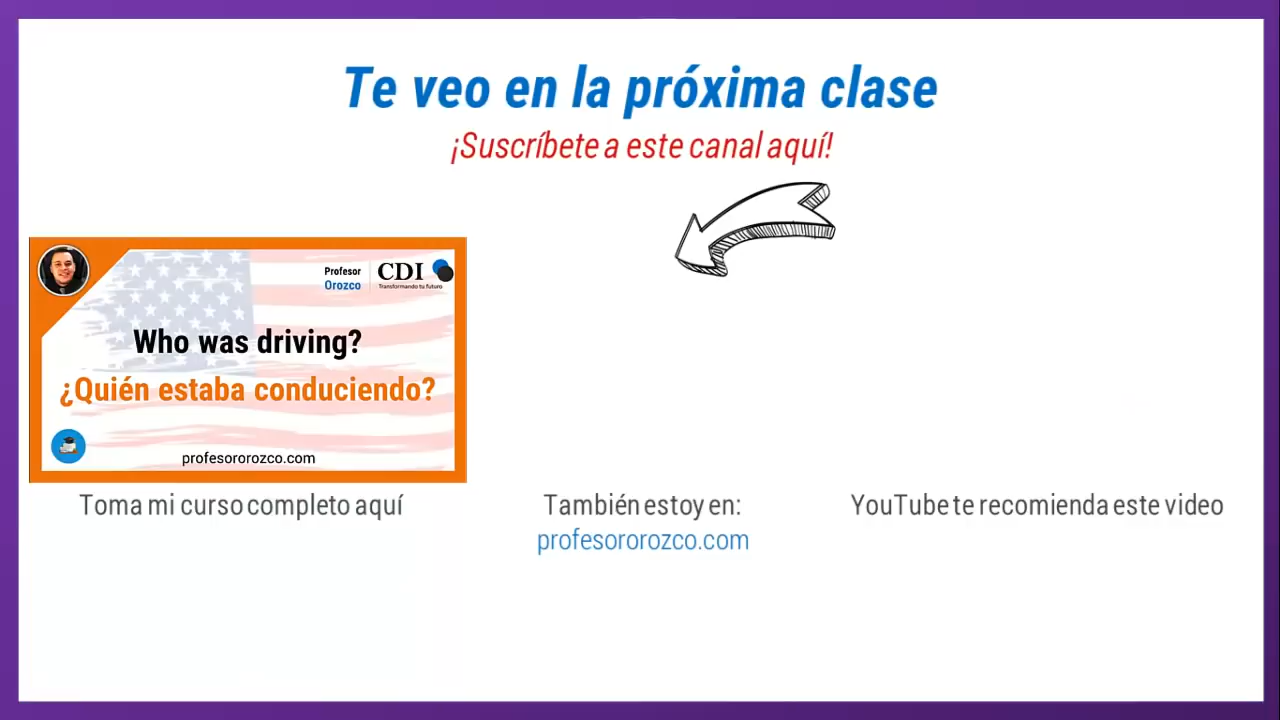 Te veo en la próxima clase
¡Suscríbete a este canal aquí!
Profesor
Orozco
CDI
Transformando tu futuro
Who was driving?
¿Quién estaba conduciendo?
profesororozco.com
Toma mi curso completo aquí
También estoy en:
profesororozco.com
YouTube te recomienda este video